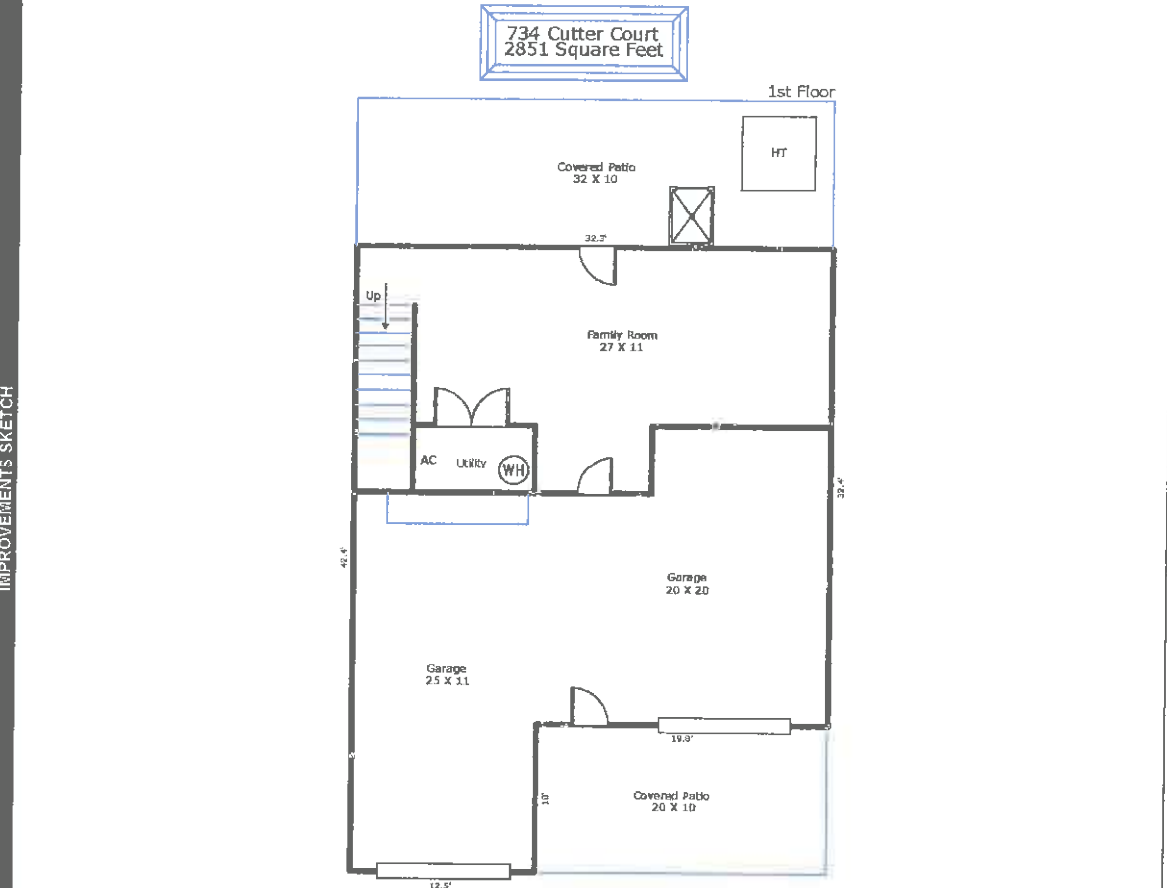 734 Cutter Court
2851 Square Feet
1st Floor
HT
Covered Patio
32 X 10
32.3'
Up
Family Room
27 X 11
AC
Utility
WH
IMPROVEMENTS SKETCH
32.4'
42.4'
Garage
20 X 20
Garage
25 X 11
19.8'
10'
Covered Patio
20 X 10
12.5'